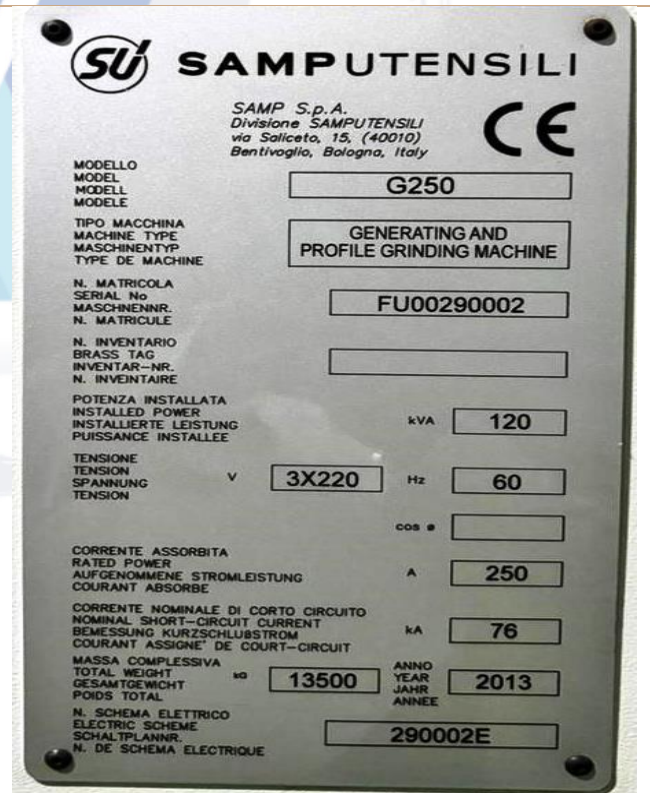 SU SAMPUTENSILI
SAMP S.p.A.
Divisione SAMPUTENSILI
via Saliceto, 15, (40010)
Bentivoglio, Bologna, Italy
CE
MODELLO
MODEL
MODELL
MODELE
G250
TIPO MACCHINA
MACHINE TYPE
MASCHINENTYP
TYPE DE MACHINE
GENERATING AND
PROFILE GRINDING MACHINE
N. MATRICOLA
SERIAL No
MASCHNENNR.
N. MATRICULE
FU00290002
N. INVENTARIO
BRASS TAG
INVENTAR-NR.
N. INVEINTAIRE
POTENZA INSTALLATA
INSTALLED POWER
INSTALLIERTE LEISTUNG
PUISSANCE INSTALLEE
kVA 120
TENSIONE
TENSION
SPANNUNG
TENSION
V 3X220 Hz 60
cos ø
CORRENTE ASSORBITA
RATED POWER
AUFGENOMMENE STROMLEISTUNG
COURANT ABSORBE
A 250
CORRENTE NOMINALE DI CORTO CIRCUITO
NOMINAL SHORT-CIRCUIT CURRENT
BEMESSUNG KURZSCHLUßSTROM
COURANT ASSIGNE' DE COURT-CIRCUIT
kA 76
MASSA COMPLESSIVA
TOTAL WEIGHT
GESAMTGEWICHT
POIDS TOTAL
kG 13500
ANNO
YEAR
JAHR
ANNEE
2013
N. SCHEMA ELETTRICO
ELECTRIC SCHEME
SCHALTPLANNR.
N. DE SCHEMA ELECTRIQUE
290002E